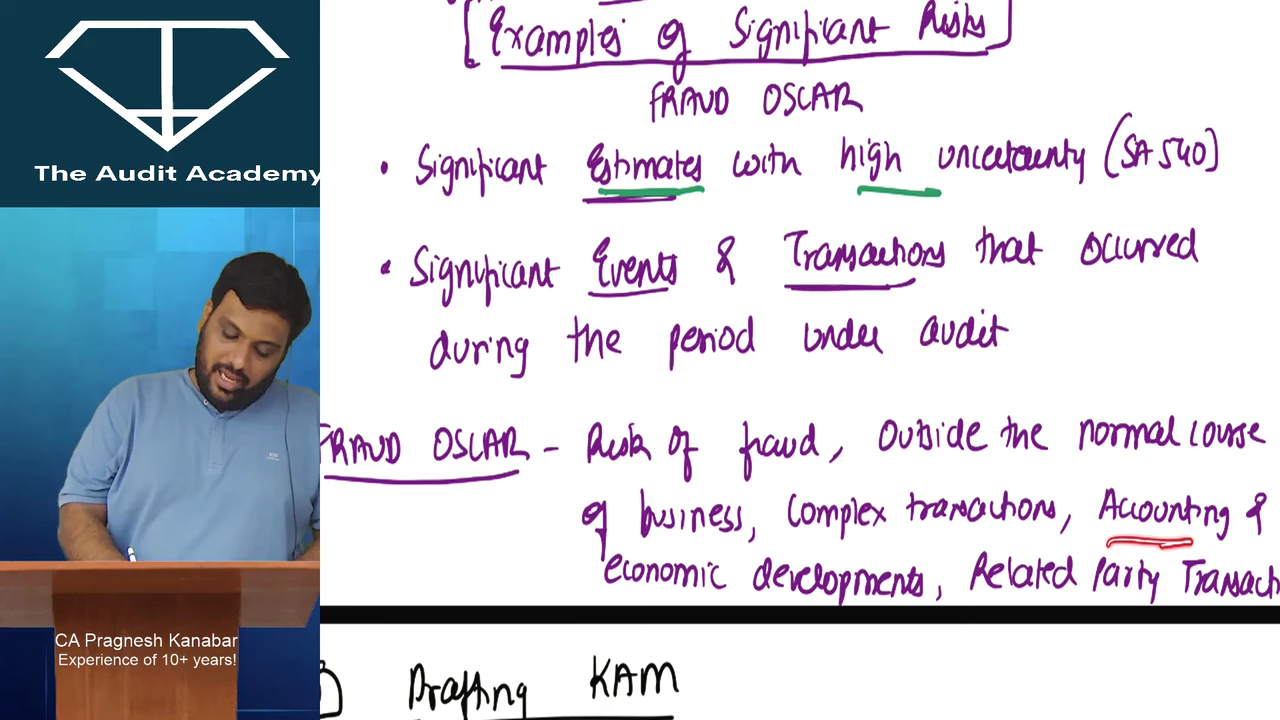 The Audit Academy
[Examples of Significant Risks]
FRAUD OSCAR
• Significant Estimates with high uncertainty (SA 540)
• Significant Events & Transactions that occurred
during the period under audit
FRAUD OSCAR – Risk of fraud, Outside the normal course
of business, Complex transactions, Accounting &
economic developments, Related Party Transact
Drafting KAM
CA Pragnesh Kanabar
Experience of 10+ years!